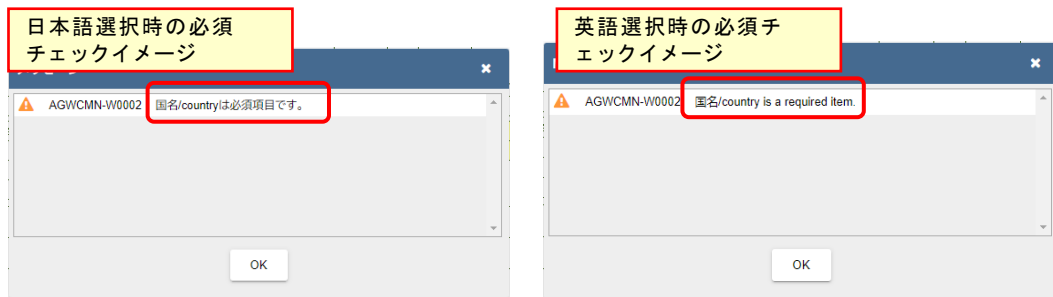 日本語選択時の必須
チェックイメージ
AGWCMN-W0002 国名/countryは必須項目です。
OK
英語選択時の必須チ
ェックイメージ
AGWCMN-W0002 国名/country is a required item.
OK